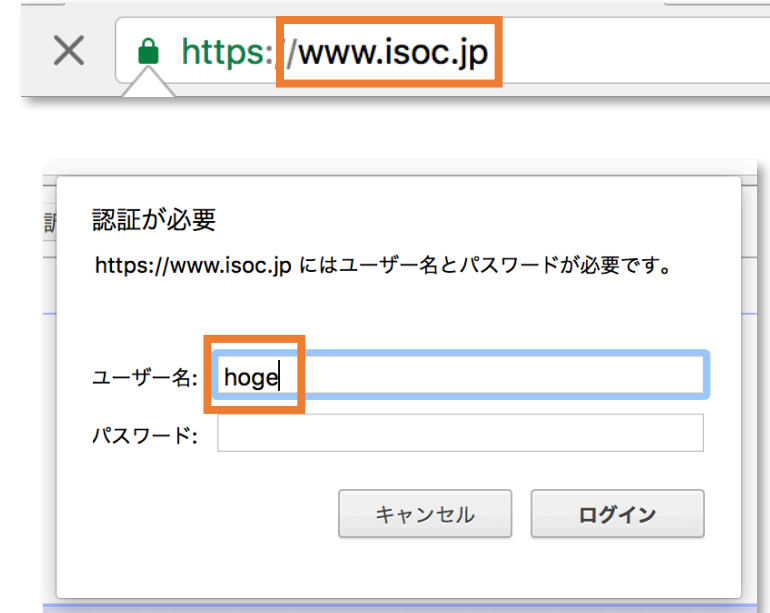 https://www.isoc.jp
認証が必要
https://www.isoc.jp にはユーザー名とパスワードが必要です。
ユーザー名: hoge
パスワード:
キャンセル ログイン